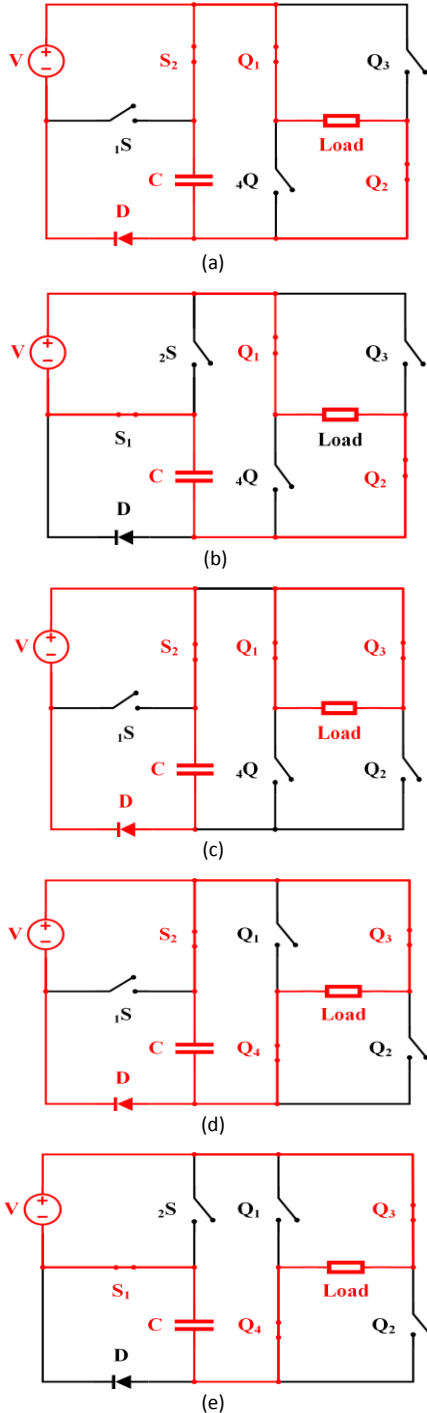 V + − S₂ Q₁ Q₃
₁S Load
C ₄Q Q₂
D
(a)
V + − ₂S Q₁ Q₃
S₁ Load
C ₄Q Q₂
D
(b)
V + − S₂ Q₁ Q₃
₁S Load
C ₄Q Q₂
D
(c)
V + − S₂ Q₁ Q₃
₁S Load
C Q₄ Q₂
D
(d)
V + − ₂S Q₁ Q₃
S₁ Load
C Q₄ Q₂
D
(e)